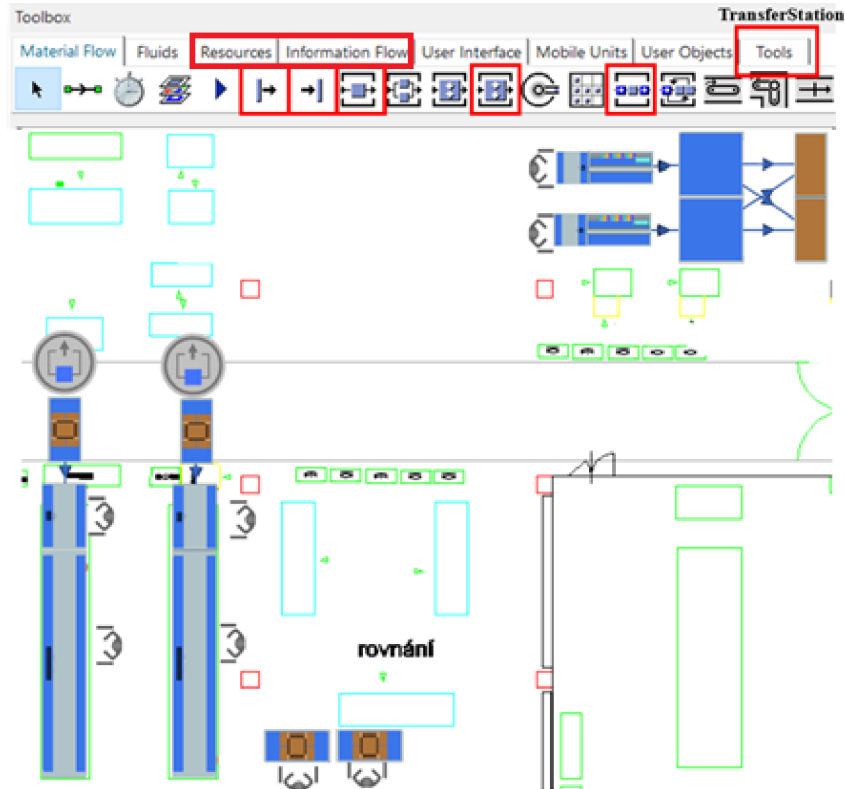 Toolbox
TransferStation
Material Flow Fluids Resources Information Flow User Interface Mobile Units User Objects Tools
rovnání